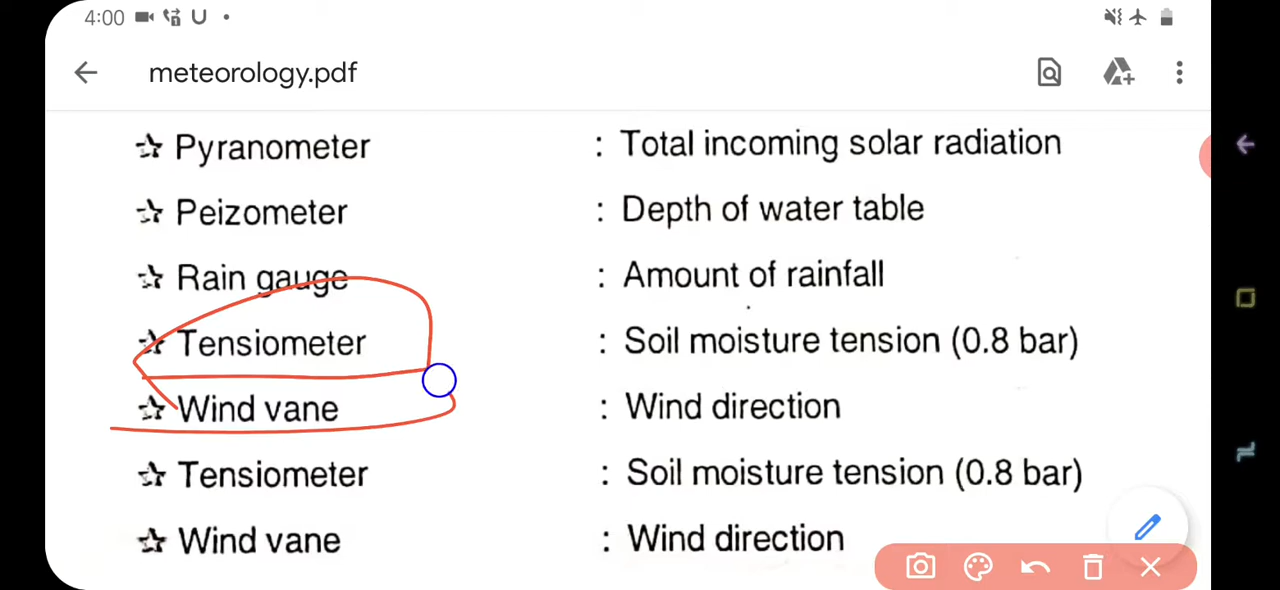 4:00
meteorology.pdf
☆ Pyranometer : Total incoming solar radiation
☆ Peizometer : Depth of water table
☆ Rain gauge : Amount of rainfall
☆ Tensiometer : Soil moisture tension (0.8 bar)
☆ Wind vane : Wind direction
☆ Tensiometer : Soil moisture tension (0.8 bar)
☆ Wind vane : Wind direction